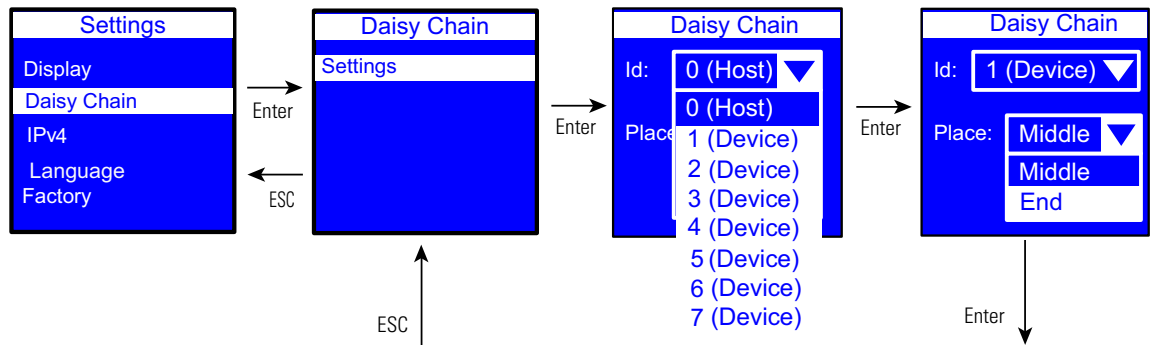 Settings
Display
Daisy Chain
IPv4
Language
Factory
Enter
ESC
Daisy Chain
Settings
ESC
Enter
Daisy Chain
Id: 0 (Host)
0 (Host)
Place
1 (Device)
2 (Device)
3 (Device)
4 (Device)
5 (Device)
6 (Device)
7 (Device)
Enter
Daisy Chain
Id: 1 (Device)
Place: Middle
Middle
End
Enter